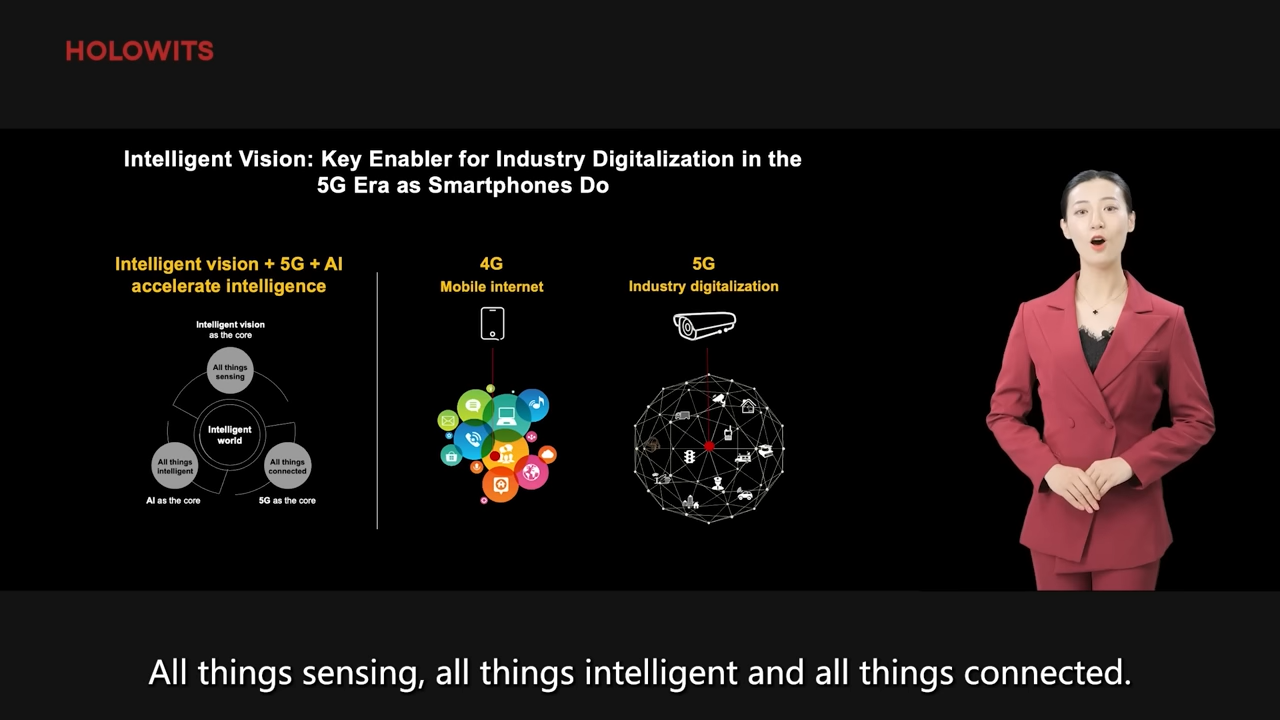 HOLOWITS
Intelligent Vision: Key Enabler for Industry Digitalization in the
5G Era as Smartphones Do
Intelligent vision + 5G + AI
accelerate intelligence
Intelligent vision
as the core
All things
sensing
Intelligent
world
All things
intelligent
All things
connected
AI as the core
5G as the core
4G
Mobile internet
5G
Industry digitalization
All things sensing, all things intelligent and all things connected.